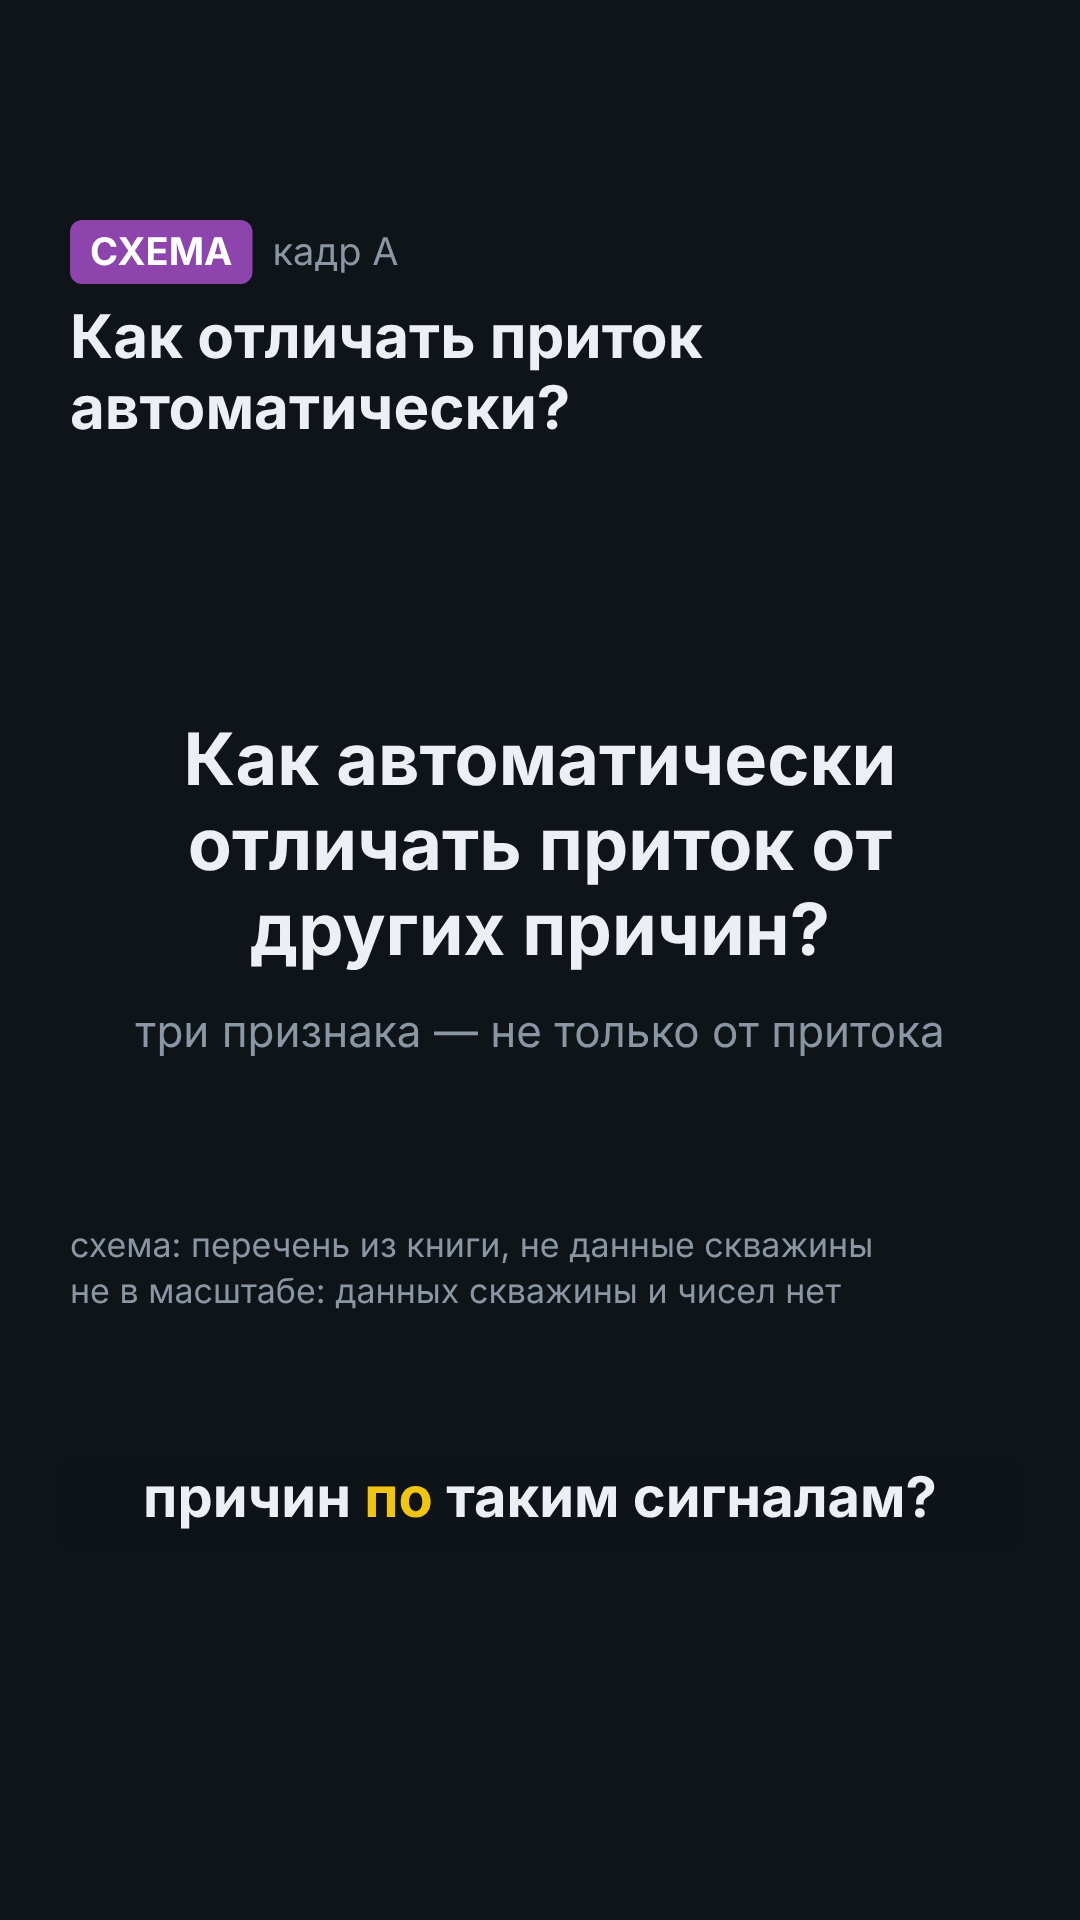 СХЕМА кадр А
Как отличать приток
автоматически?
Как автоматически
отличать приток от
других причин?
три признака — не только от притока
схема: перечень из книги, не данные скважины
не в масштабе: данных скважины и чисел нет
причин по таким сигналам?